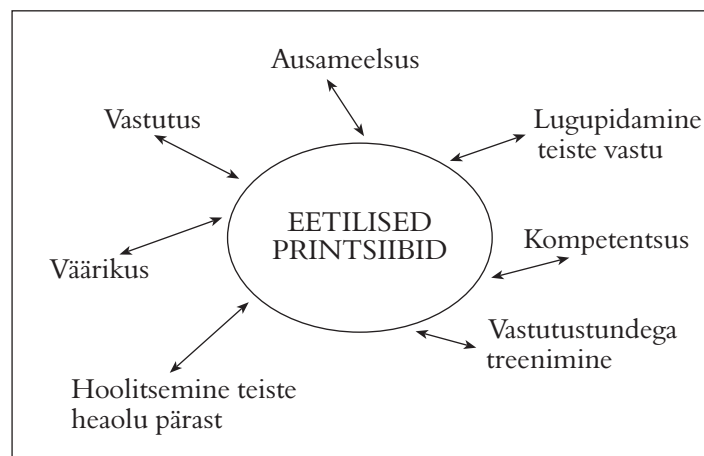 Ausameelsus
Vastutus
Lugupidamine
teiste vastu
EETILISED
PRINTSIIBID
Kompetentsus
Väärikus
Vastutustundega
treenimine
Hoolitsemine teiste
heaolu pärast